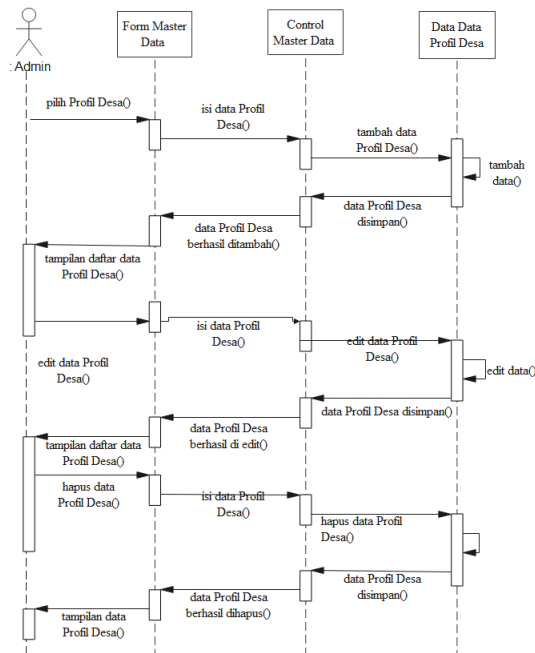 Form Master
Data
Control
Master Data
Data Data
Profil Desa
: Admin
pilih Profil Desa()
isi data Profil
Desa()
tambah data
Profil Desa()
tambah
data()
data Profil Desa
disimpan()
data Profil Desa
berhasil ditambah()
tampilan daftar data
Profil Desa()
isi data Profil
Desa()
edit data Profil
Desa()
edit data Profil
Desa()
edit data()
data Profil Desa disimpan()
data Profil Desa
berhasil di edit()
tampilan daftar data
Profil Desa()
hapus data
Profil Desa()
isi data Profil
Desa()
hapus data Profil
Desa()
data Profil Desa
disimpan()
data Profil Desa
berhasil dihapus()
tampilan data
Profil Desa()